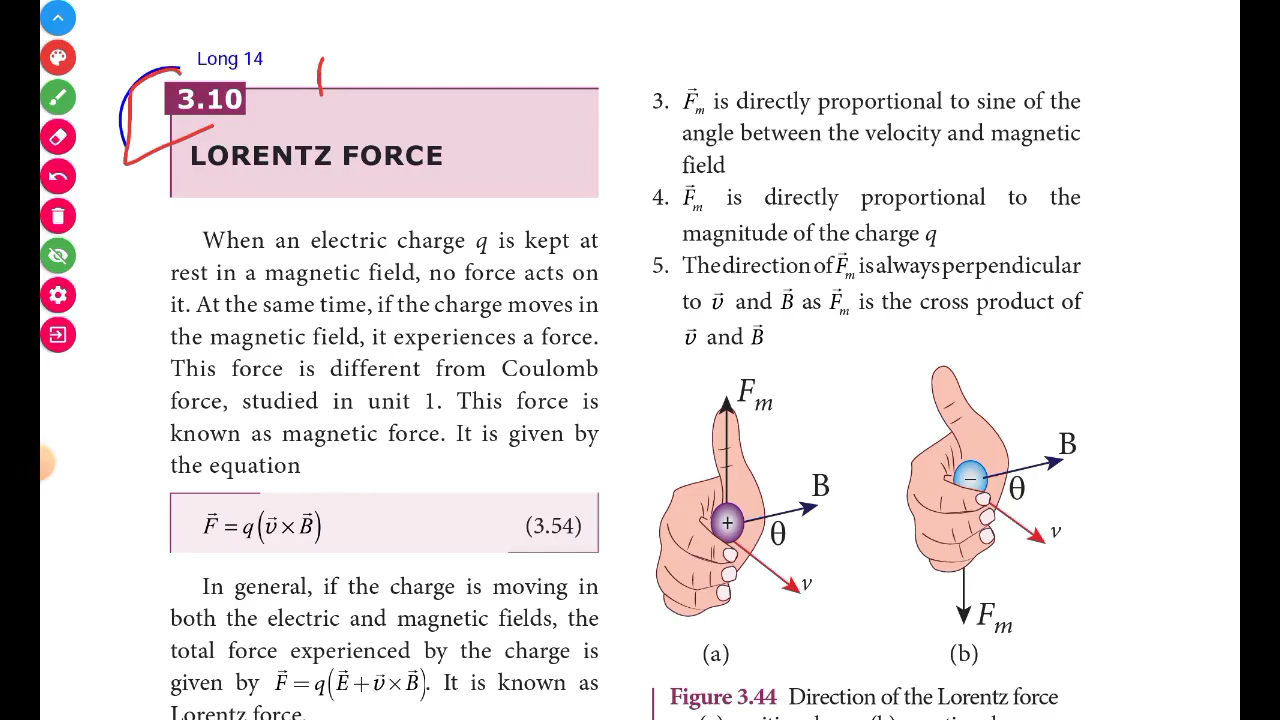 Long 14
3.10
LORENTZ FORCE
When an electric charge q is kept at
rest in a magnetic field, no force acts on
it. At the same time, if the charge moves in
the magnetic field, it experiences a force.
This force is different from Coulomb
force, studied in unit 1. This force is
known as magnetic force. It is given by
the equation
F⃗ = q(v⃗ × B⃗) (3.54)
In general, if the charge is moving in
both the electric and magnetic fields, the
total force experienced by the charge is
given by F⃗ = q(E⃗ + v⃗ × B⃗). It is known as
Lorentz force.
3. F⃗ₘ is directly proportional to sine of the
angle between the velocity and magnetic
field
4. F⃗ₘ is directly proportional to the
magnitude of the charge q
5. The direction of F⃗ₘ is always perpendicular
to v⃗ and B⃗ as F⃗ₘ is the cross product of
v⃗ and B⃗
Fₘ
B
+
θ
v
(a)
B
−
θ
v
Fₘ
(b)
Figure 3.44 Direction of the Lorentz force